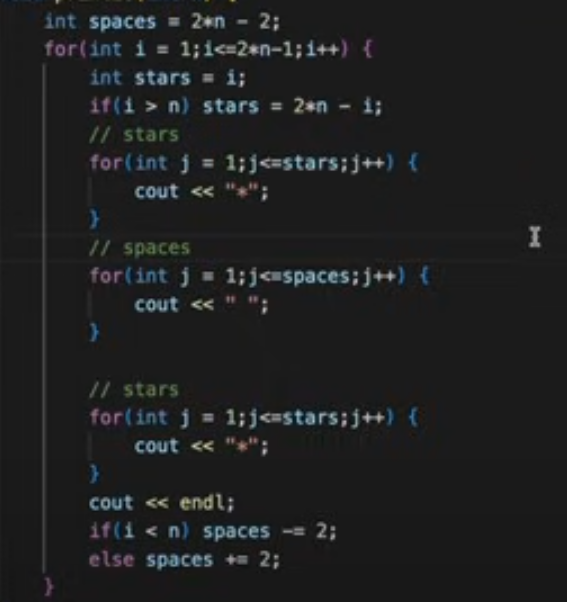 int spaces = 2*n - 2;
for(int i = 1;i<=2*n-1;i++) {
int stars = i;
if(i > n) stars = 2*n - i;
// stars
for(int j = 1;j<=stars;j++) {
cout << "*";
}
// spaces
for(int j = 1;j<=spaces;j++) {
cout << " ";
}
// stars
for(int j = 1;j<=stars;j++) {
cout << "*";
}
cout << endl;
if(i < n) spaces -= 2;
else spaces += 2;
}